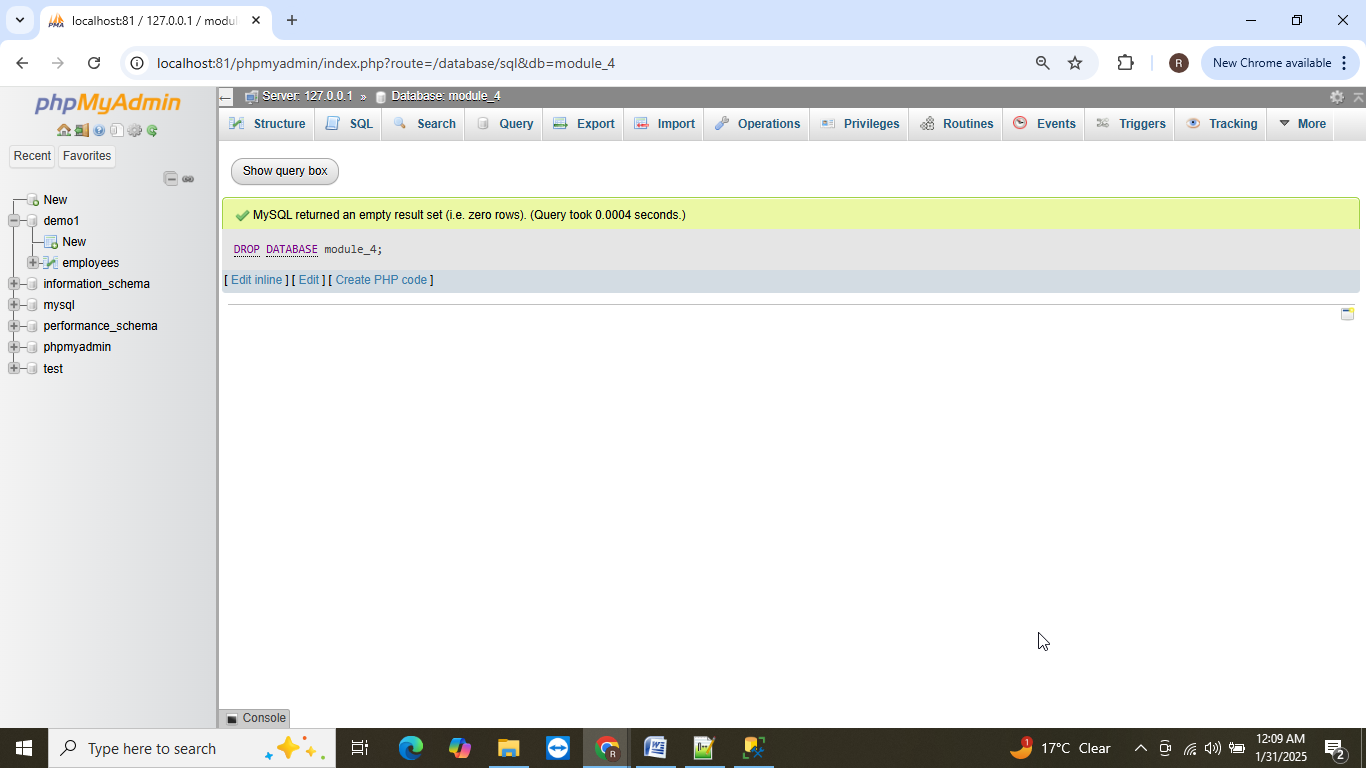 localhost:81 / 127.0.0.1 / modu
localhost:81/phpmyadmin/index.php?route=/database/sql&db=module_4
R
New Chrome available
phpMyAdmin
Recent
Favorites
New
demo1
New
employees
information_schema
mysql
performance_schema
phpmyadmin
test
Server: 127.0.0.1 » Database: module_4
Structure
SQL
Search
Query
Export
Import
Operations
Privileges
Routines
Events
Triggers
Tracking
More
Show query box
MySQL returned an empty result set (i.e. zero rows). (Query took 0.0004 seconds.)
DROP DATABASE module_4;
[ Edit inline ] [ Edit ] [ Create PHP code ]
Console
Type here to search
17°C Clear
12:09 AM
1/31/2025
2